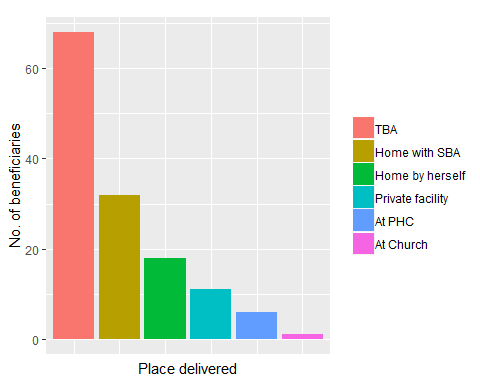 No. of beneficiaries
60
40
20
0
Place delivered
TBA
Home with SBA
Home by herself
Private facility
At PHC
At Church